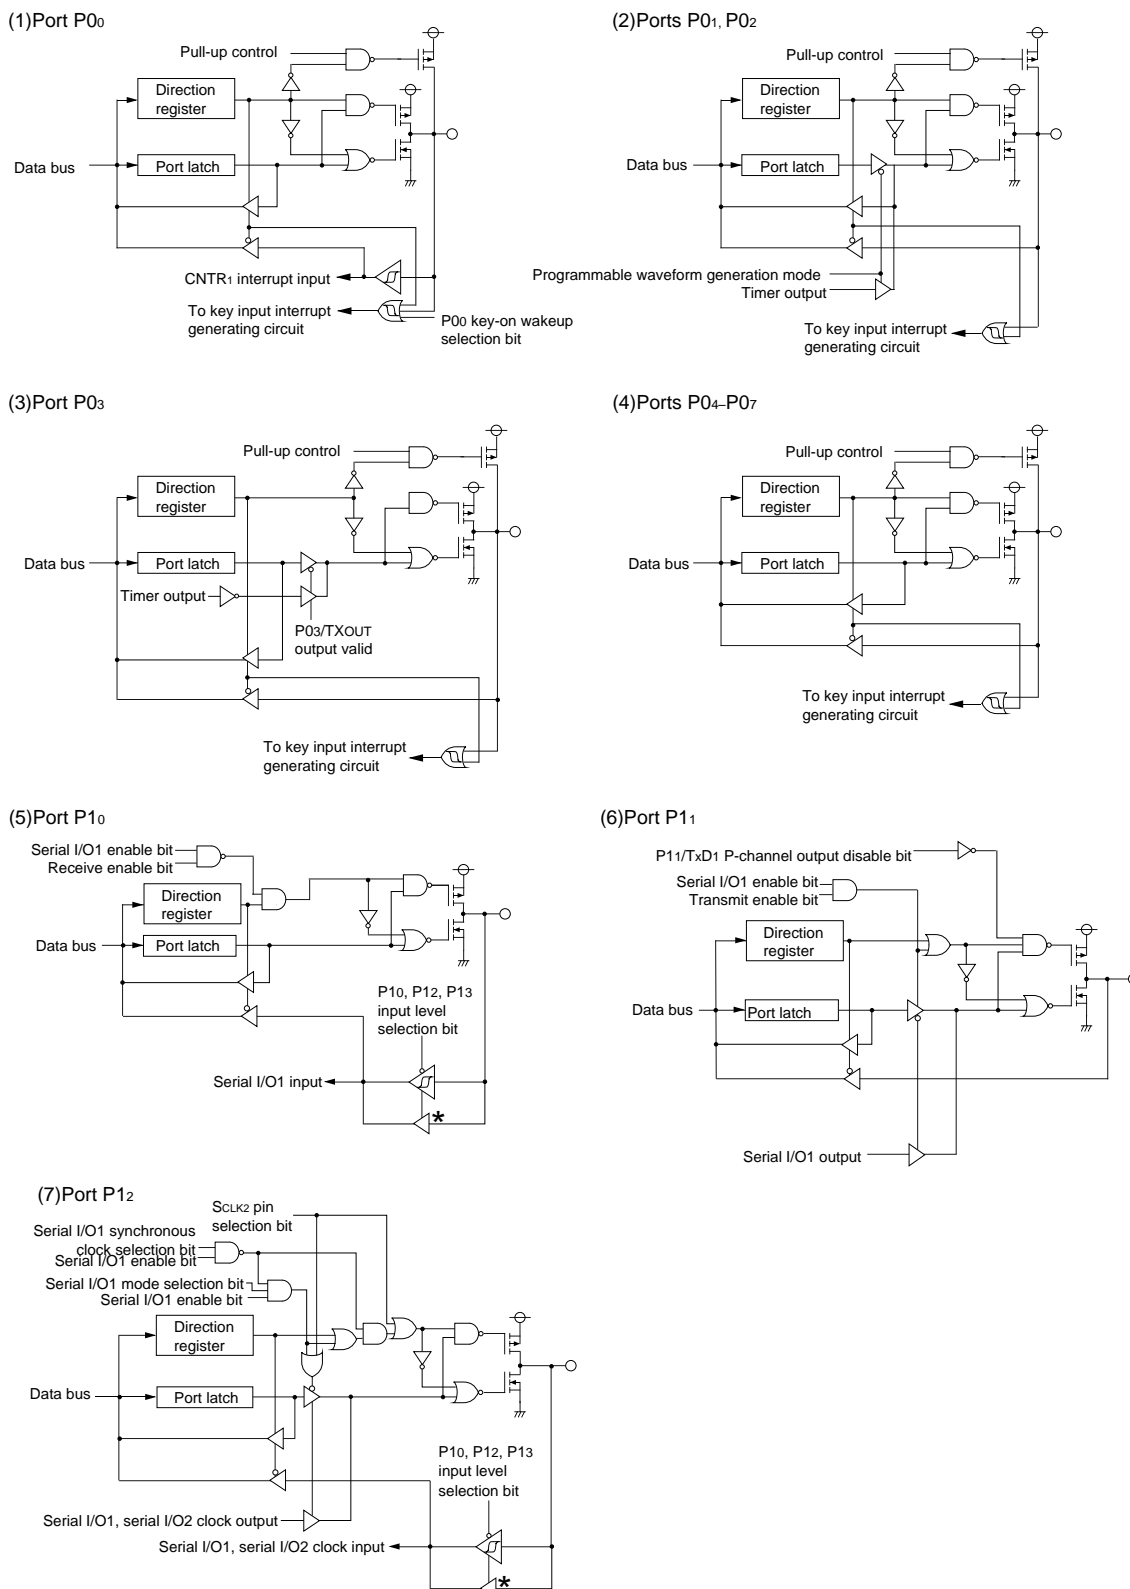 (1)Port P00
Pull-up control
Direction
register
Data bus
Port latch
CNTR1 interrupt input
To key input interrupt
generating circuit
P00 key-on wakeup
selection bit
(2)Ports P01, P02
Pull-up control
Direction
register
Data bus
Port latch
Programmable waveform generation mode
Timer output
To key input interrupt
generating circuit
(3)Port P03
Pull-up control
Direction
register
Data bus
Port latch
Timer output
P03/TXOUT
output valid
To key input interrupt
generating circuit
(4)Ports P04–P07
Pull-up control
Direction
register
Data bus
Port latch
To key input interrupt
generating circuit
(5)Port P10
Serial I/O1 enable bit
Receive enable bit
Direction
register
Data bus
Port latch
P10, P12, P13
input level
selection bit
Serial I/O1 input
*
(6)Port P11
P11/TxD1 P-channel output disable bit
Serial I/O1 enable bit
Transmit enable bit
Direction
register
Data bus
Port latch
Serial I/O1 output
(7)Port P12
SCLK2 pin
selection bit
Serial I/O1 synchronous
clock selection bit
Serial I/O1 enable bit
Serial I/O1 mode selection bit
Serial I/O1 enable bit
Direction
register
Data bus
Port latch
P10, P12, P13
input level
selection bit
Serial I/O1, serial I/O2 clock output
Serial I/O1, serial I/O2 clock input
*